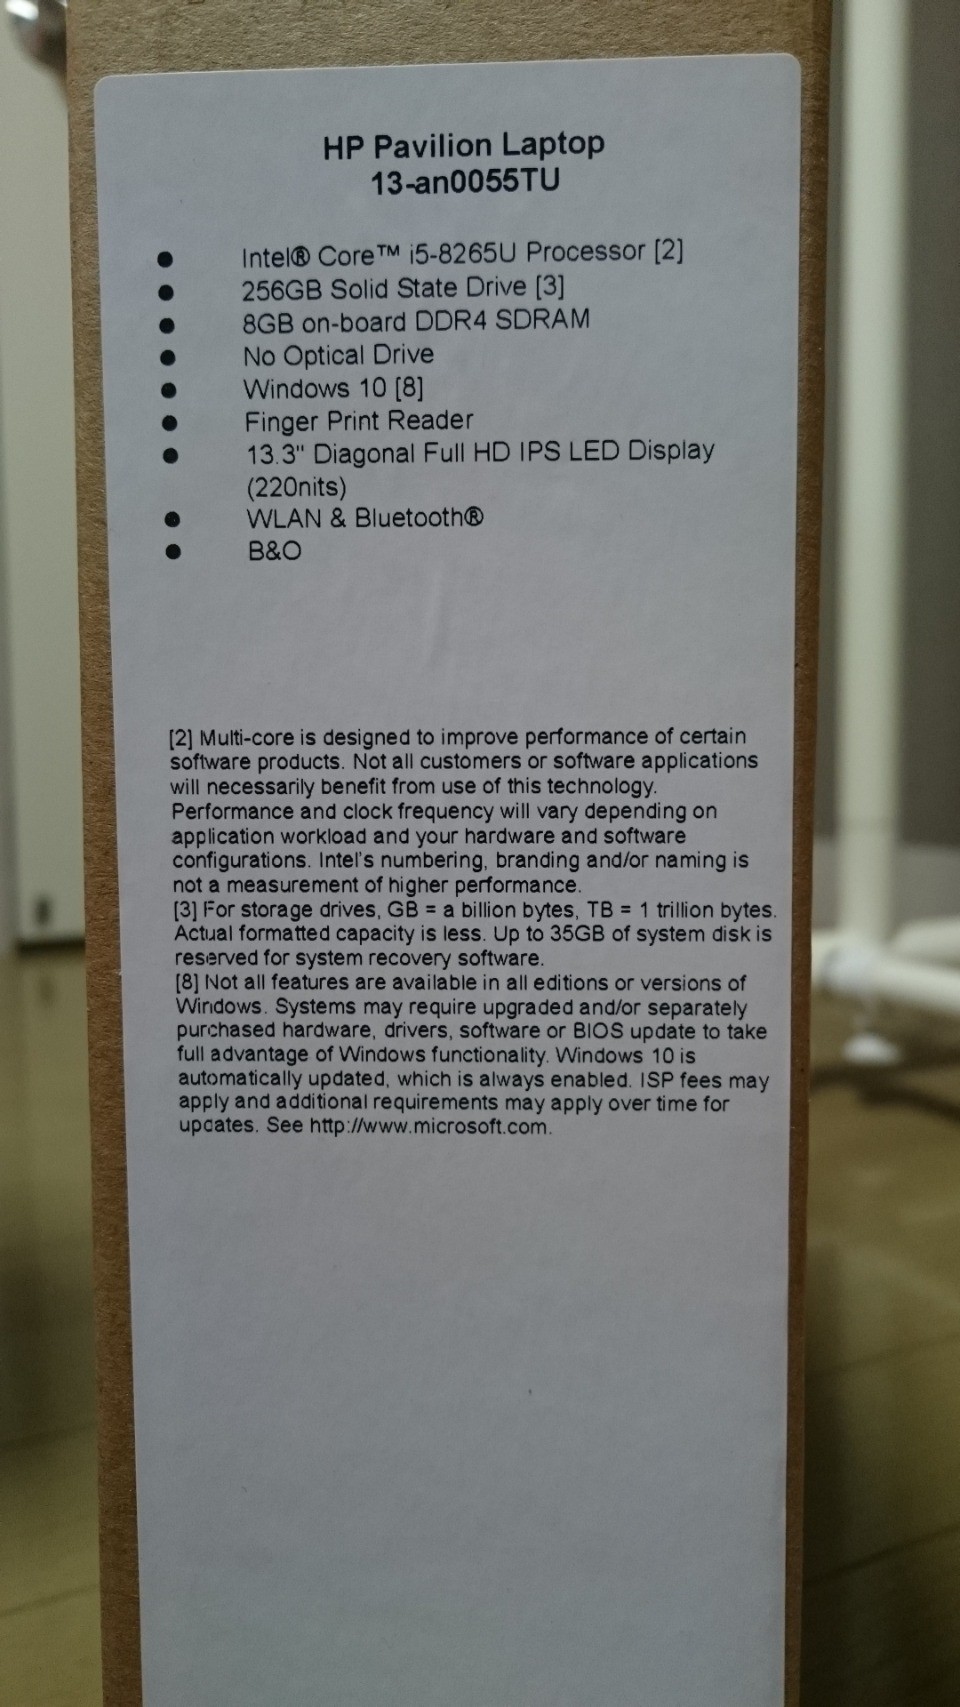 HP Pavilion Laptop
13-an0055TU
● Intel® Core™ i5-8265U Processor [2]
● 256GB Solid State Drive [3]
● 8GB on-board DDR4 SDRAM
● No Optical Drive
● Windows 10 [8]
● Finger Print Reader
● 13.3" Diagonal Full HD IPS LED Display
(220nits)
● WLAN & Bluetooth®
● B&O
[2] Multi-core is designed to improve performance of certain
software products. Not all customers or software applications
will necessarily benefit from use of this technology.
Performance and clock frequency will vary depending on
application workload and your hardware and software
configurations. Intel's numbering, branding and/or naming is
not a measurement of higher performance.
[3] For storage drives, GB = a billion bytes, TB = 1 trillion bytes.
Actual formatted capacity is less. Up to 35GB of system disk is
reserved for system recovery software.
[8] Not all features are available in all editions or versions of
Windows. Systems may require upgraded and/or separately
purchased hardware, drivers, software or BIOS update to take
full advantage of Windows functionality. Windows 10 is
automatically updated, which is always enabled. ISP fees may
apply and additional requirements may apply over time for
updates. See http://www.microsoft.com.